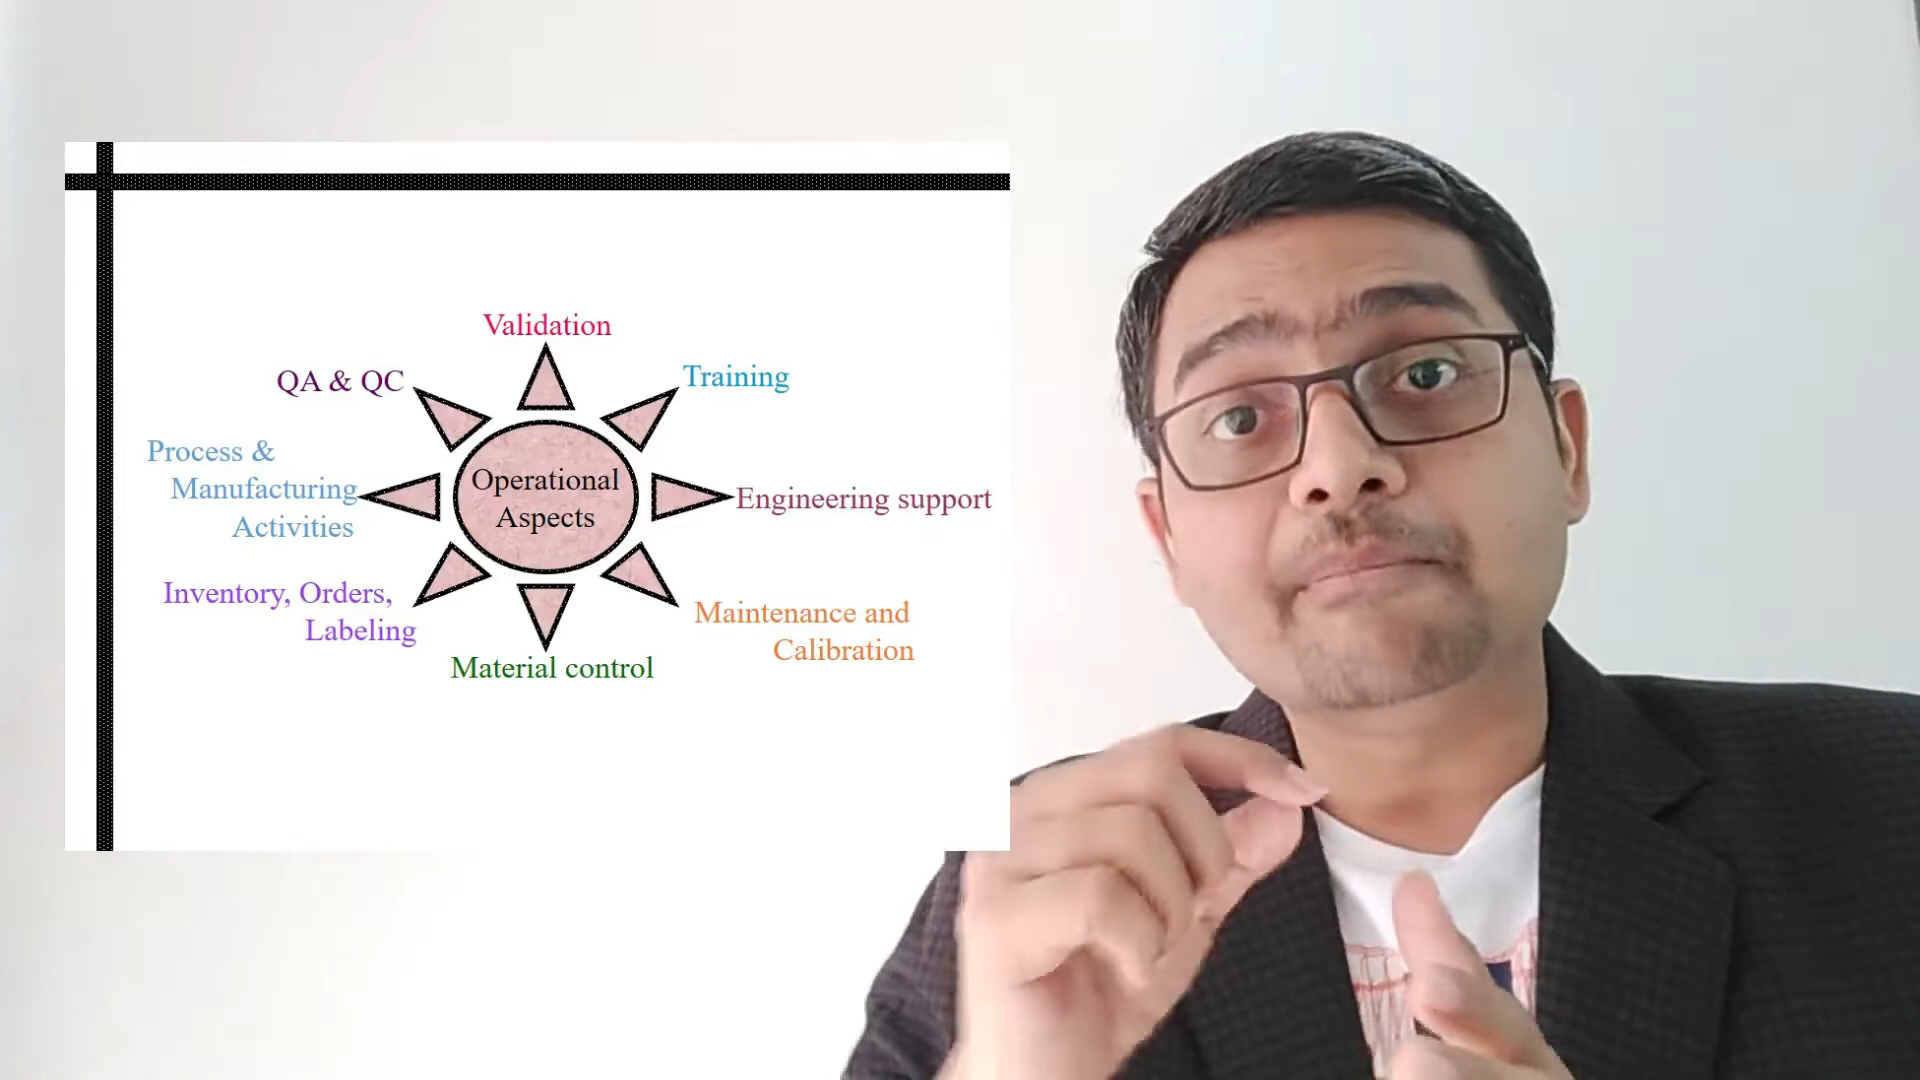 Validation
QA & QC
Training
Process &
Manufacturing
Activities
Operational
Aspects
Engineering support
Inventory, Orders,
Labeling
Maintenance and
Calibration
Material control